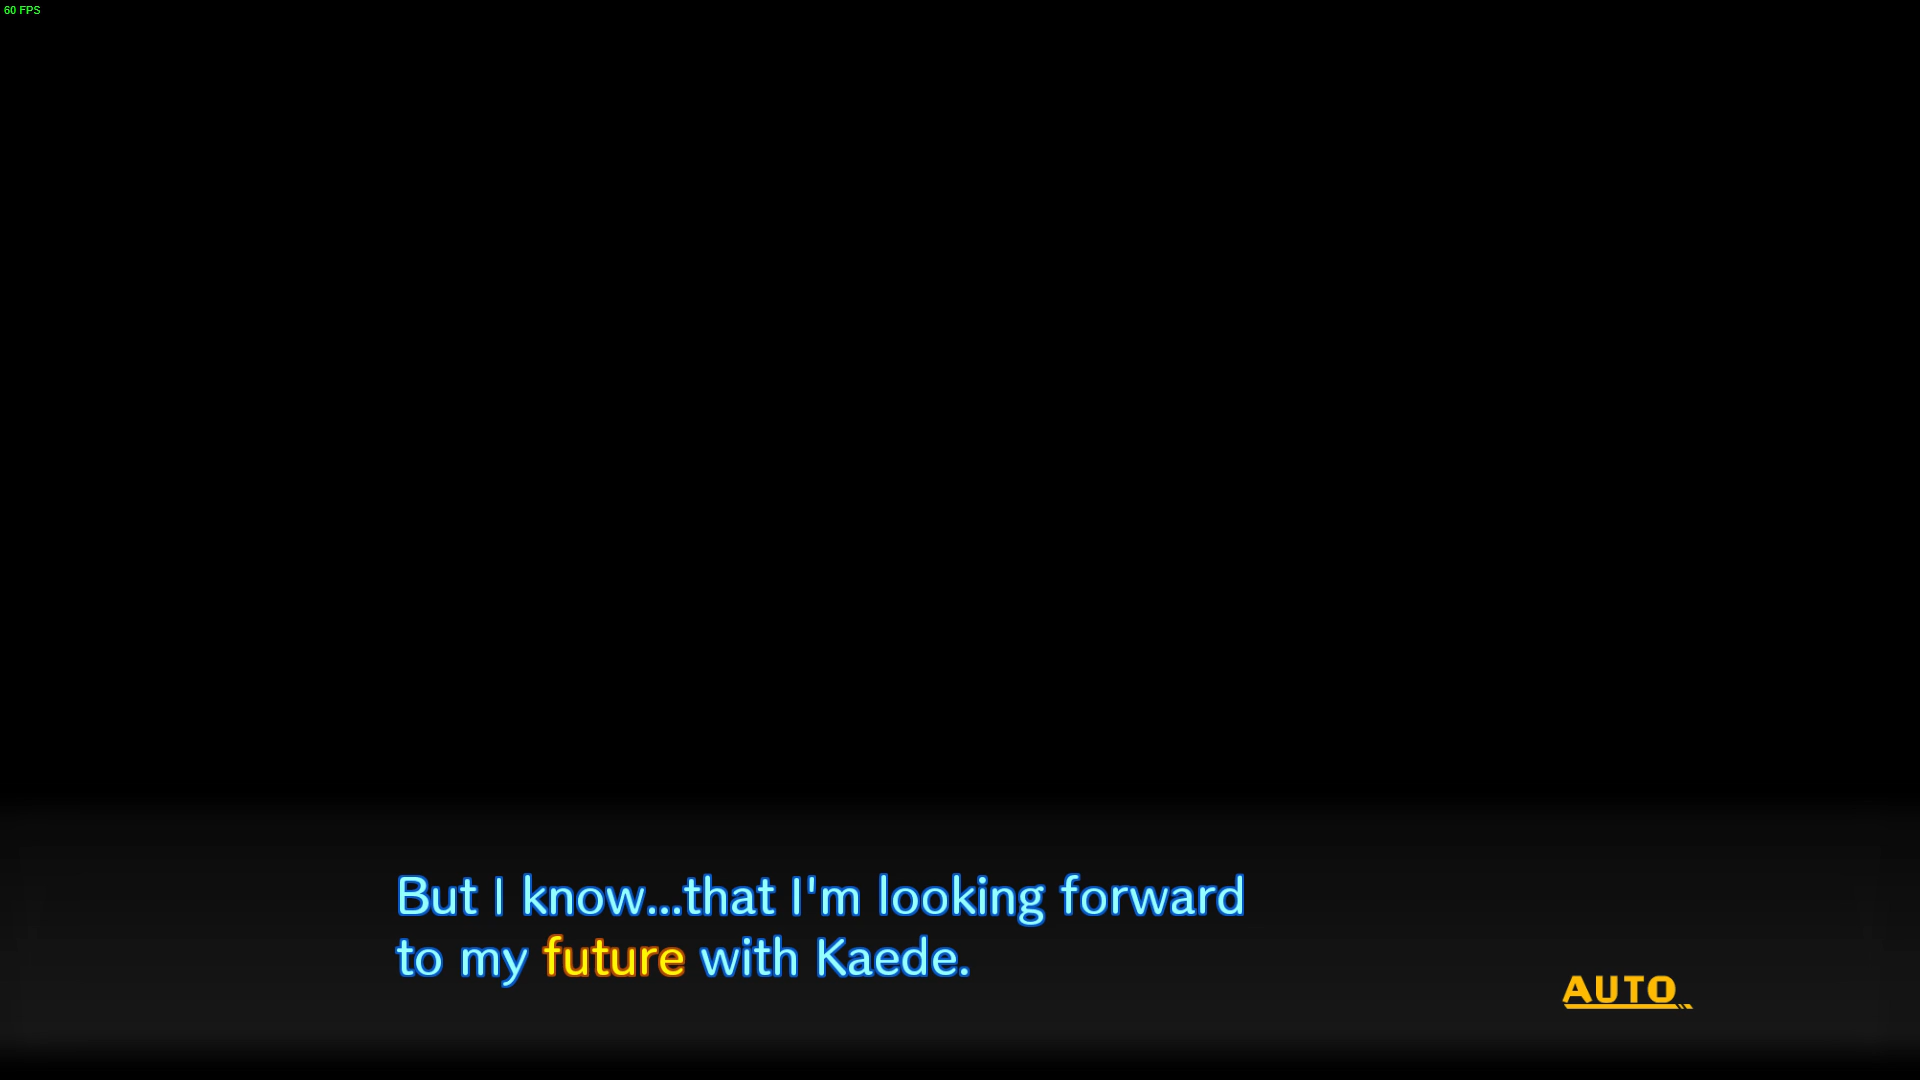 60 FPS
But I know...that I'm looking forward
to my future with Kaede.
AUTO